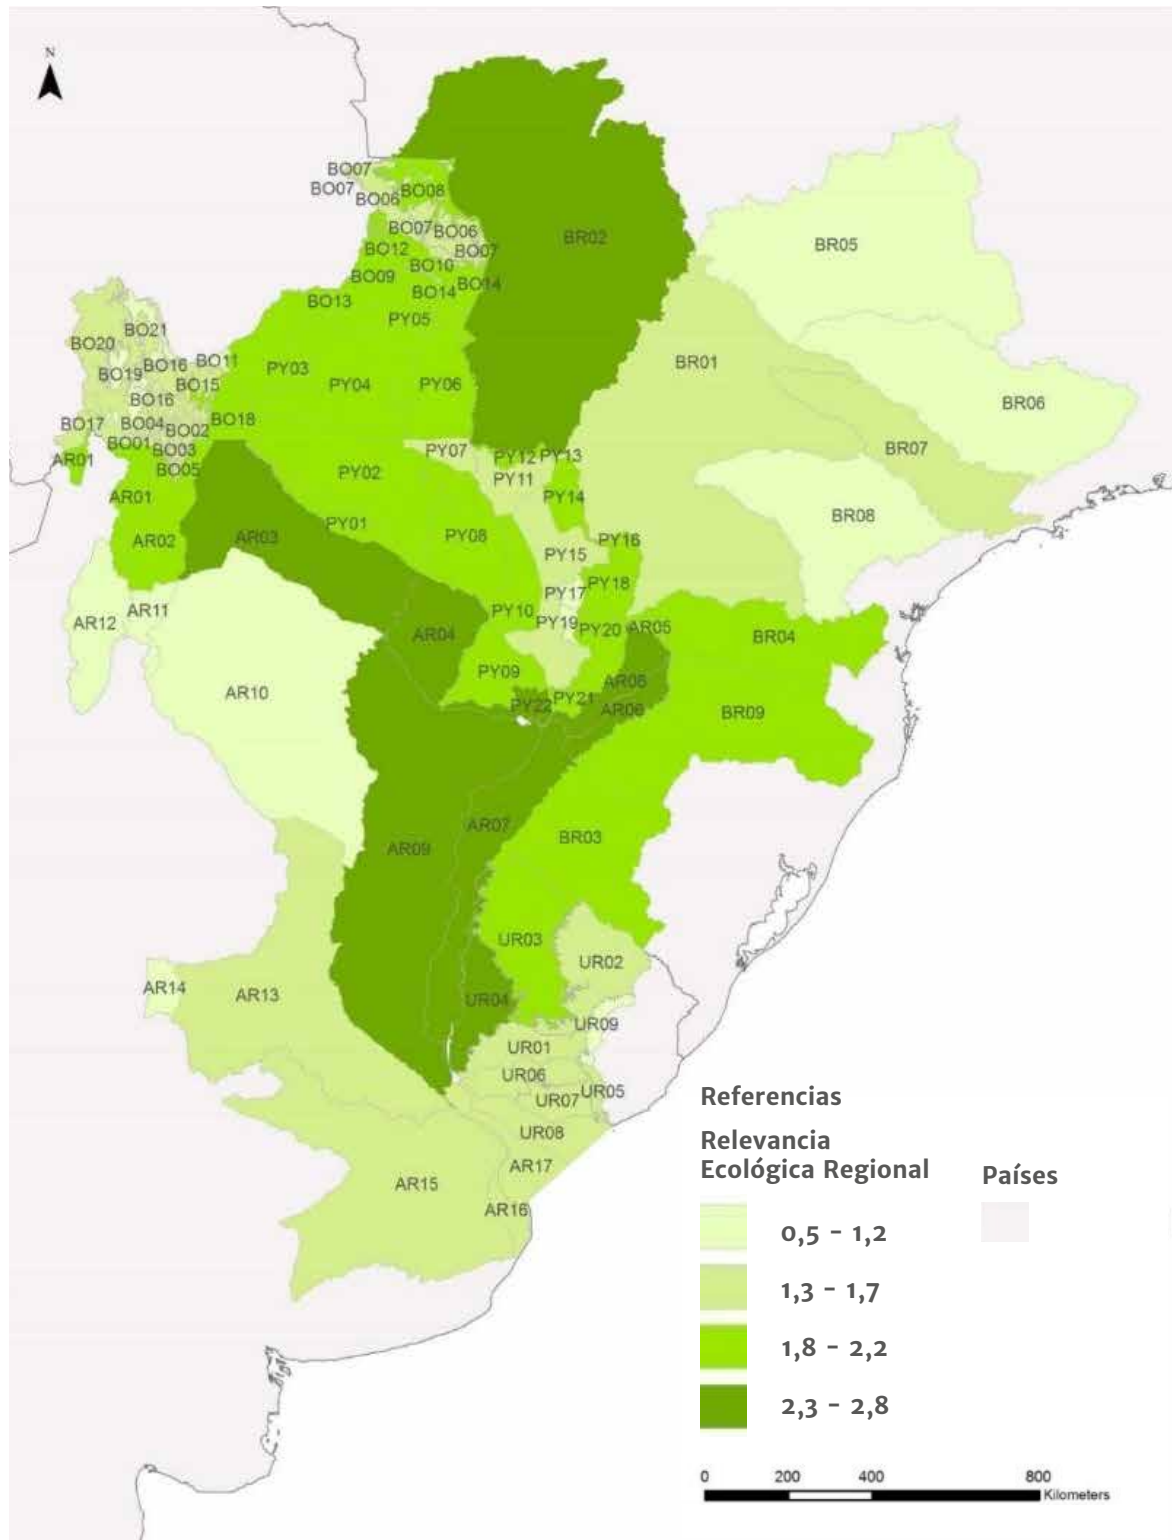 N
BO07
BO07
BO06
BO08
BO07
BO06
BO12
BO07
BO10
BO09
BO14
BO14
BO13
PY05
BR02
BR05
BO21
BO20
BO11
BO16
BO19
BO15
BO16
PY03
PY04
PY06
BR01
BR06
BO17
BO04
BO02
BO18
BO01
BO03
BO05
AR01
AR01
PY07
PY12
PY13
PY11
BR07
PY02
PY14
BR08
PY01
AR02
AR03
PY08
PY16
PY15
PY18
PY17
AR11
AR12
PY10
PY19
PY20
AR05
AR04
BR04
PY09
AR05
AR10
PY22
PY21
AR06
BR09
AR07
AR09
BR03
UR03
UR02
AR14
AR13
UR04
UR09
UR01
UR06
UR05
UR07
UR08
AR17
AR15
AR16
Referencias
Relevancia
Ecológica Regional
Países
0,5 - 1,2
1,3 - 1,7
1,8 - 2,2
2,3 - 2,8
0 200 400 800
Kilometers